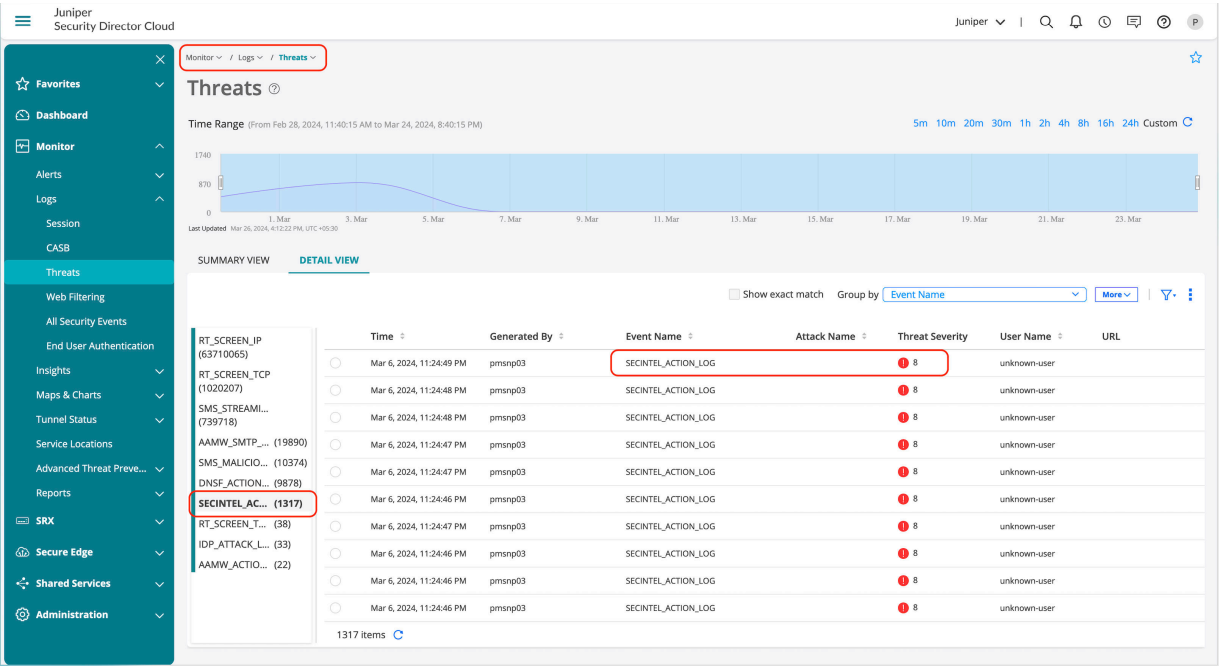 Juniper
Security Director Cloud
Juniper
P
Favorites
Dashboard
Monitor
Alerts
Logs
Session
CASB
Threats
Web Filtering
All Security Events
End User Authentication
Insights
Maps & Charts
Tunnel Status
Service Locations
Advanced Threat Preve...
Reports
SRX
Secure Edge
Shared Services
Administration
Monitor / Logs / Threats
Threats
Time Range (From Feb 28, 2024, 11:40:15 AM to Mar 24, 2024, 8:40:15 PM)
5m 10m 20m 30m 1h 2h 4h 8h 16h 24h Custom
1740
870
0
1. Mar 3. Mar 5. Mar 7. Mar 9. Mar 11. Mar 13. Mar 15. Mar 17. Mar 19. Mar 21. Mar 23. Mar
Last Updated Mar 26, 2024, 4:12:22 PM, UTC +05:30
SUMMARY VIEW DETAIL VIEW
Show exact match Group by Event Name More
RT_SCREEN_IP
(63710065)
RT_SCREEN_TCP
(1020207)
SMS_STREAMI...
(739718)
AAMW_SMTP_... (19890)
SMS_MALICIO... (10374)
DNSF_ACTION... (9878)
SECINTEL_AC... (1317)
RT_SCREEN_T... (38)
IDP_ATTACK_L... (33)
AAMW_ACTIO... (22)
Time Generated By Event Name Attack Name Threat Severity User Name URL
Mar 6, 2024, 11:24:49 PM pmsnp03 SECINTEL_ACTION_LOG 8 unknown-user
Mar 6, 2024, 11:24:48 PM pmsnp03 SECINTEL_ACTION_LOG 8 unknown-user
Mar 6, 2024, 11:24:48 PM pmsnp03 SECINTEL_ACTION_LOG 8 unknown-user
Mar 6, 2024, 11:24:47 PM pmsnp03 SECINTEL_ACTION_LOG 8 unknown-user
Mar 6, 2024, 11:24:47 PM pmsnp03 SECINTEL_ACTION_LOG 8 unknown-user
Mar 6, 2024, 11:24:46 PM pmsnp03 SECINTEL_ACTION_LOG 8 unknown-user
Mar 6, 2024, 11:24:47 PM pmsnp03 SECINTEL_ACTION_LOG 8 unknown-user
Mar 6, 2024, 11:24:46 PM pmsnp03 SECINTEL_ACTION_LOG 8 unknown-user
Mar 6, 2024, 11:24:46 PM pmsnp03 SECINTEL_ACTION_LOG 8 unknown-user
Mar 6, 2024, 11:24:46 PM pmsnp03 SECINTEL_ACTION_LOG 8 unknown-user
1317 items